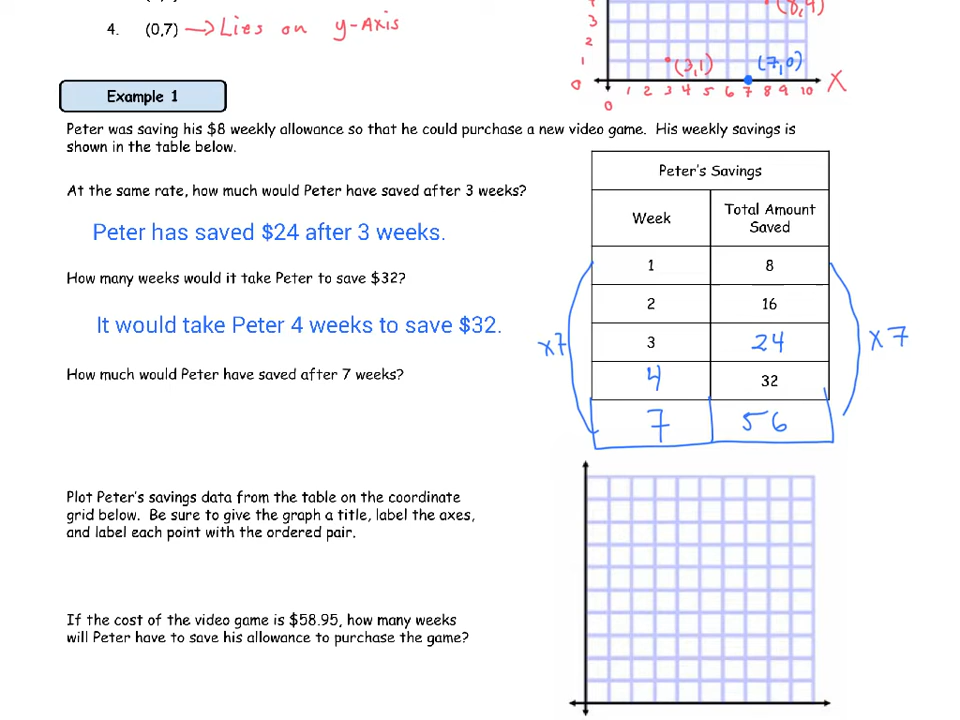 4
3
(8,4)
4. (0,7) → Lies on y-Axis
2
1
(3,1)
(7,0)
0
X
0 1 2 3 4 5 6 7 8 9 10
Example 1
Peter was saving his $8 weekly allowance so that he could purchase a new video game. His weekly savings is
shown in the table below.
Peter's Savings
At the same rate, how much would Peter have saved after 3 weeks?
Week
Total Amount
Saved
Peter has saved $24 after 3 weeks.
1 8
How many weeks would it take Peter to save $32?
2 16
It would take Peter 4 weeks to save $32.
x7
3 24
x 7
How much would Peter have saved after 7 weeks?
4 32
7 56
Plot Peter's savings data from the table on the coordinate
grid below. Be sure to give the graph a title, label the axes,
and label each point with the ordered pair.
If the cost of the video game is $58.95, how many weeks
will Peter have to save his allowance to purchase the game?